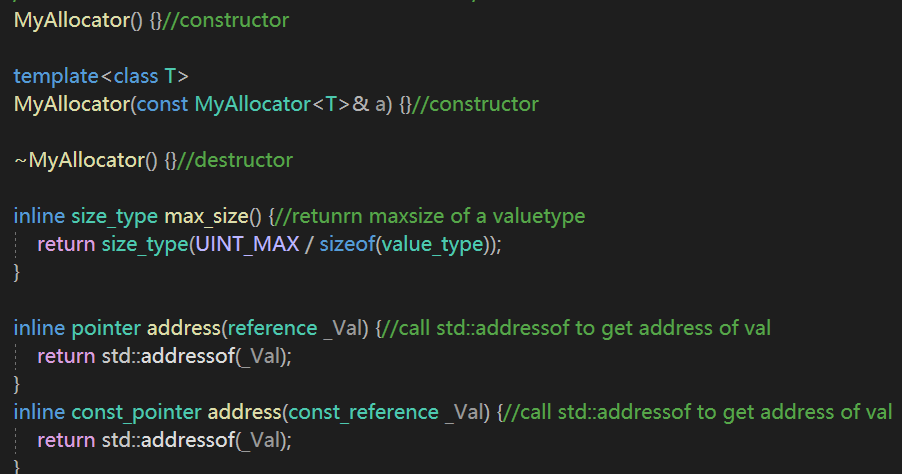 MyAllocator() {}//constructor
template<class T>
MyAllocator(const MyAllocator<T>& a) {}//constructor
~MyAllocator() {}//destructor
inline size_type max_size() {//retunrn maxsize of a valuetype
return size_type(UINT_MAX / sizeof(value_type));
}
inline pointer address(reference _Val) {//call std::addressof to get address of val
return std::addressof(_Val);
}
inline const_pointer address(const_reference _Val) {//call std::addressof to get address of val
return std::addressof(_Val);
}